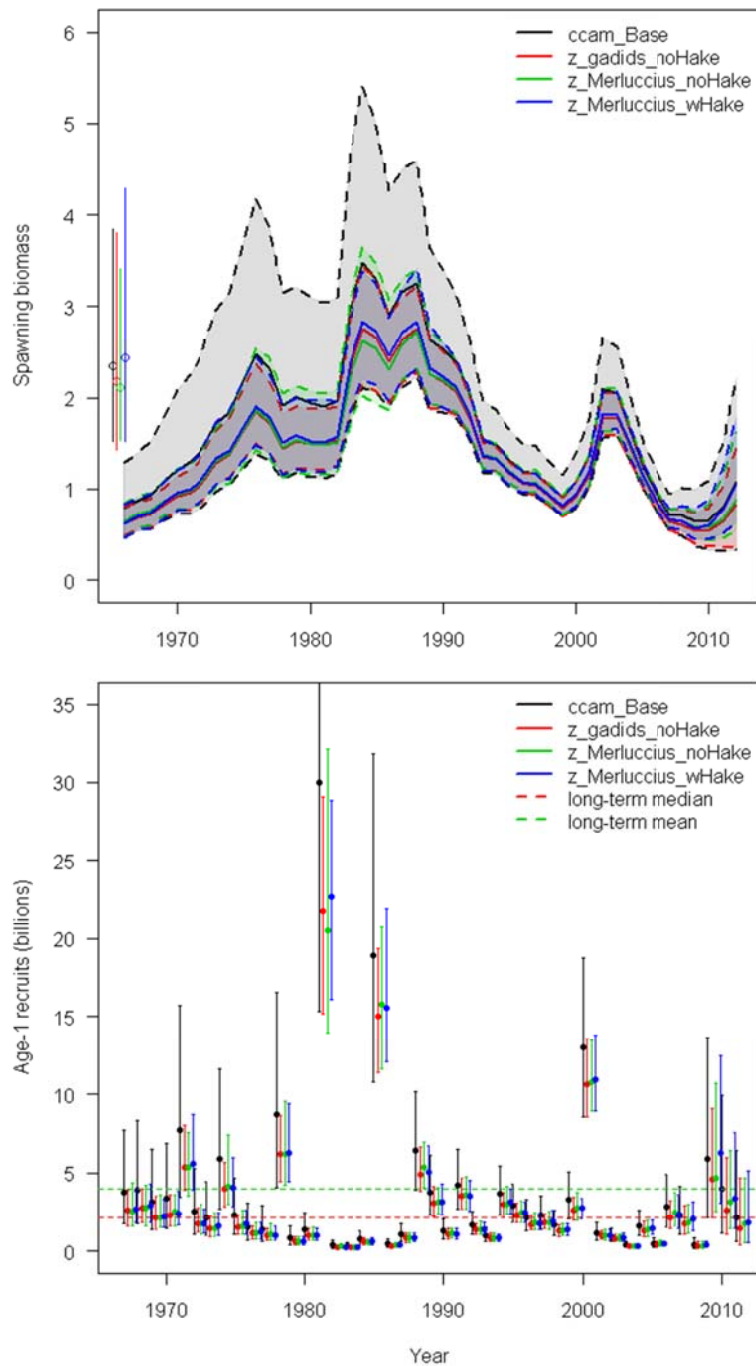 6
5
4
3
2
1
0
Spawning biomass
ccam_Base
z_gadids_noHake
z_Merluccius_noHake
z_Merluccius_wHake
1970 1980 1990 2000 2010
35
30
25
20
15
10
5
0
Age-1 recruits (billions)
ccam_Base
z_gadids_noHake
z_Merluccius_noHake
z_Merluccius_wHake
long-term median
long-term mean
1970 1980 1990 2000 2010
Year